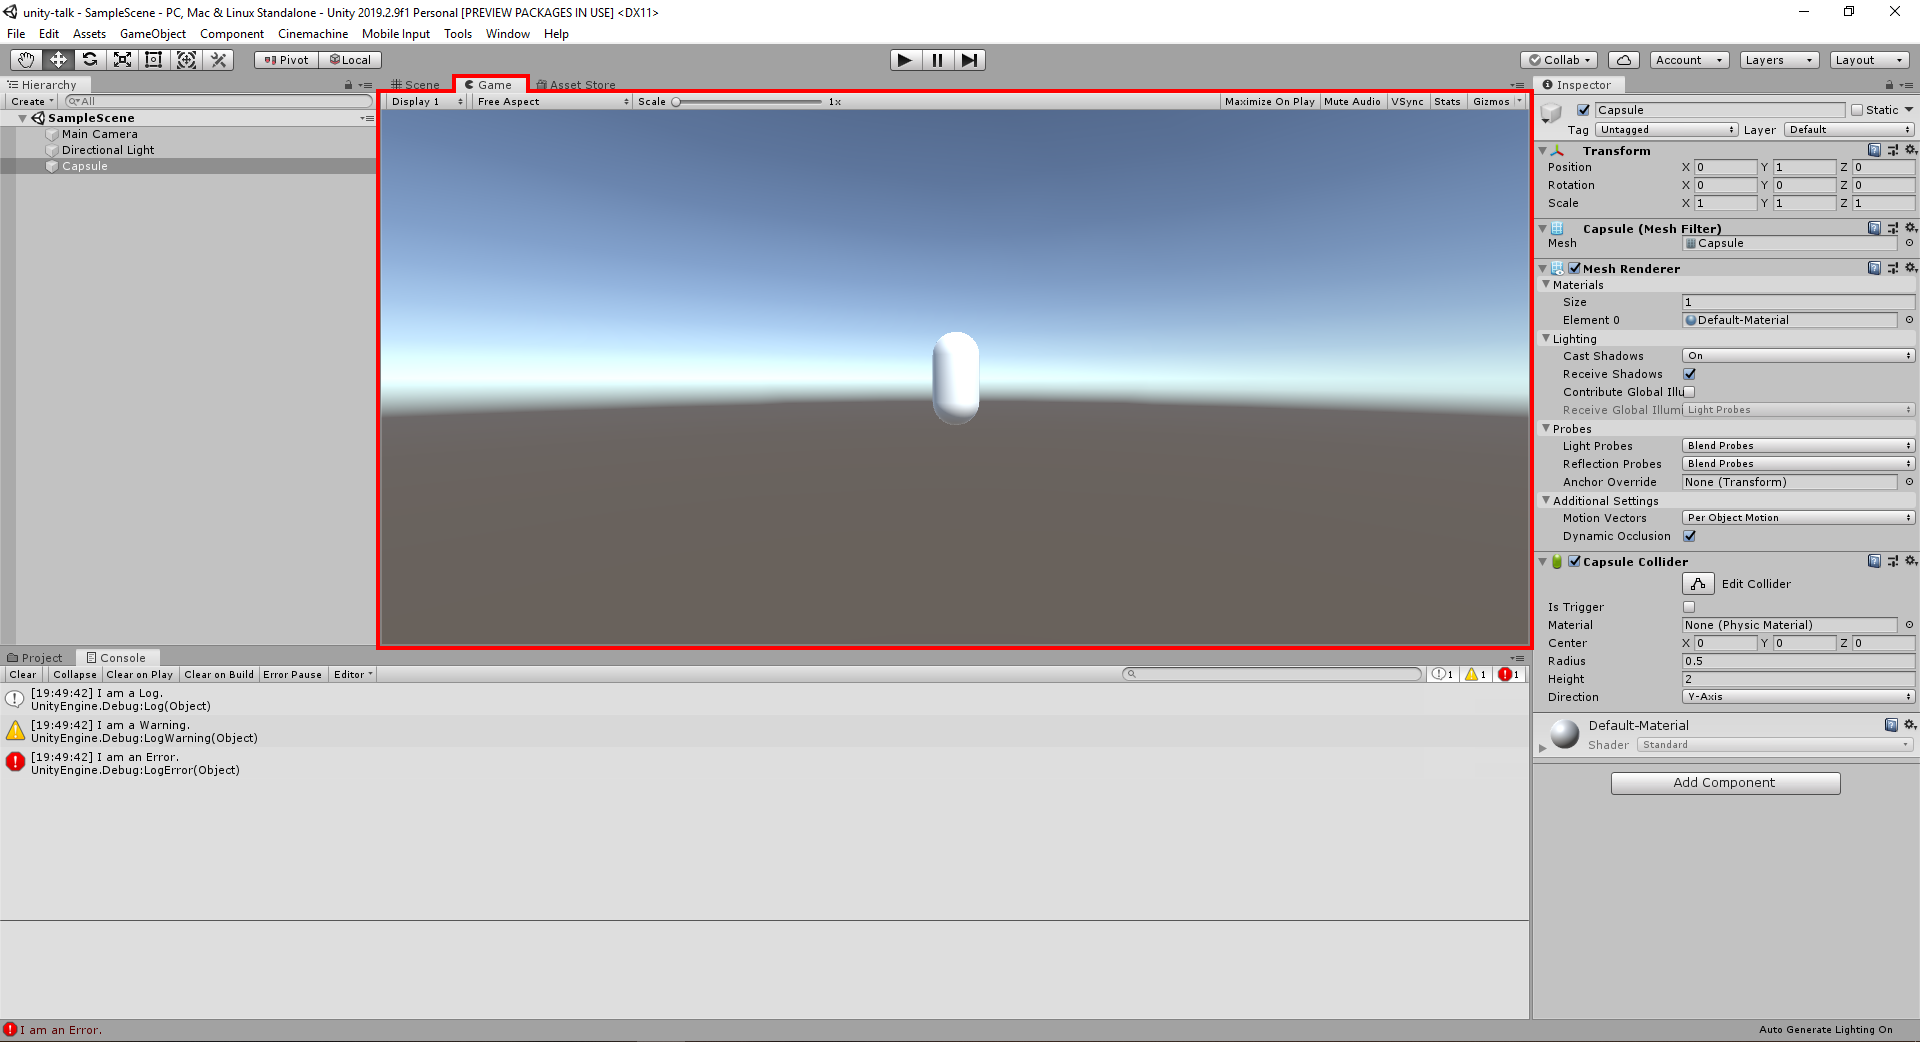 unity-talk - SampleScene - PC, Mac & Linux Standalone - Unity 2019.2.9f1 Personal [PREVIEW PACKAGES IN USE] <DX11>
File Edit Assets GameObject Component Cinemachine Mobile Input Tools Window Help
Pivot Local Collab Account Layers Layout
Hierarchy
Create All
SampleScene
Main Camera
Directional Light
Capsule
Scene Game Asset Store
Display 1 Free Aspect Scale 1x Maximize On Play Mute Audio VSync Stats Gizmos
Inspector
Capsule Static
Tag Untagged Layer Default
Transform
Position X 0 Y 1 Z 0
Rotation X 0 Y 0 Z 0
Scale X 1 Y 1 Z 1
Capsule (Mesh Filter)
Mesh Capsule
Mesh Renderer
Materials
Size 1
Element 0 Default-Material
Lighting
Cast Shadows On
Receive Shadows
Contribute Global Illu
Receive Global Illumi Light Probes
Probes
Light Probes Blend Probes
Reflection Probes Blend Probes
Anchor Override None (Transform)
Additional Settings
Motion Vectors Per Object Motion
Dynamic Occlusion
Capsule Collider
Edit Collider
Is Trigger
Material None (Physic Material)
Center X 0 Y 0 Z 0
Radius 0.5
Height 2
Direction Y-Axis
Default-Material
Shader Standard
Add Component
Project Console
Clear Collapse Clear on Play Clear on Build Error Pause Editor 1 1 1
[19:49:42] I am a Log.
UnityEngine.Debug:Log(Object)
[19:49:42] I am a Warning.
UnityEngine.Debug:LogWarning(Object)
[19:49:42] I am an Error.
UnityEngine.Debug:LogError(Object)
I am an Error.
Auto Generate Lighting On